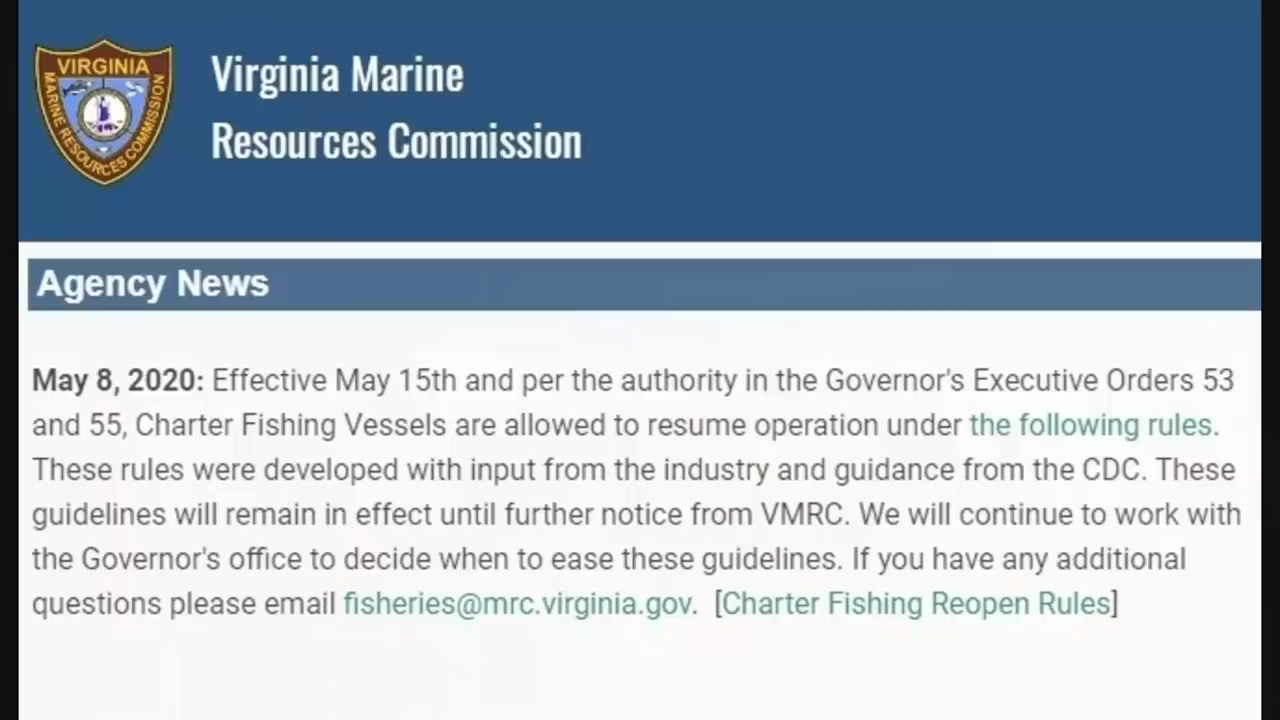 VIRGINIA
MARINE RESOURCES COMMISSION
Virginia Marine
Resources Commission
Agency News
May 8, 2020: Effective May 15th and per the authority in the Governor's Executive Orders 53
and 55, Charter Fishing Vessels are allowed to resume operation under the following rules.
These rules were developed with input from the industry and guidance from the CDC. These
guidelines will remain in effect until further notice from VMRC. We will continue to work with
the Governor's office to decide when to ease these guidelines. If you have any additional
questions please email fisheries@mrc.virginia.gov. [Charter Fishing Reopen Rules]